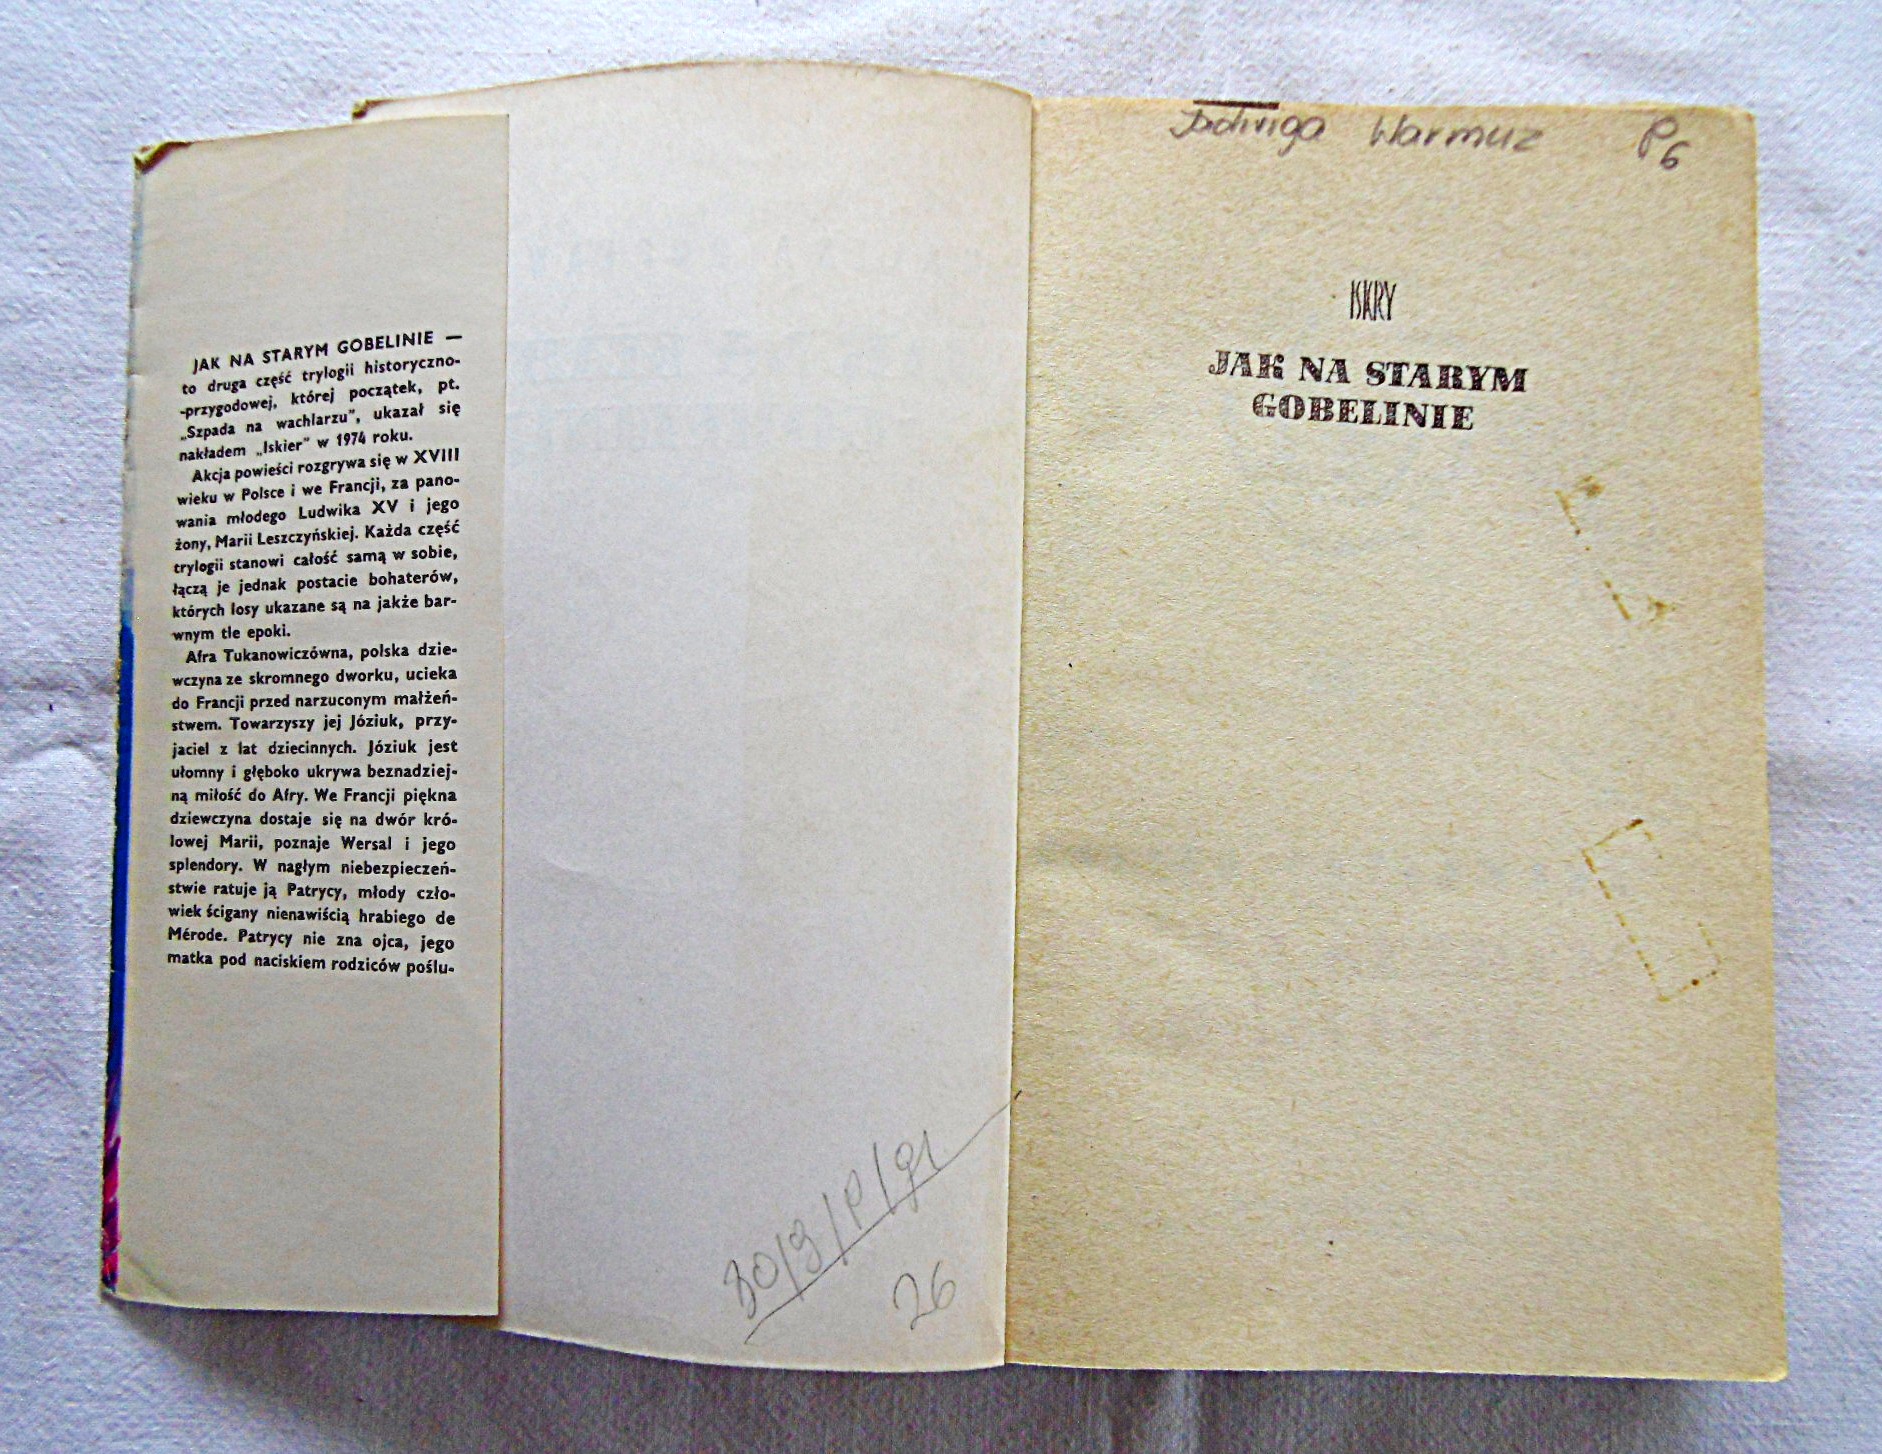 JAK NA STARYM GOBELINIE —
to druga część trylogii historyczno-
-przygodowej, której początek, pt.
„Szpada na wachlarzu”, ukazał się
nakładem „Iskier” w 1974 roku.
Akcja powieści rozgrywa się w XVIII
wieku w Polsce i we Francji, za pano-
wania młodego Ludwika XV i jego
żony, Marii Leszczyńskiej. Każda część
trylogii stanowi całość samą w sobie,
łączą je jednak postacie bohaterów,
których losy ukazane są na jakże bar-
wnym tle epoki.
Afra Tukanowiczówna, polska dzie-
wczyna ze skromnego dworku, ucieka
do Francji przed narzuconym małżeń-
stwem. Towarzyszy jej Józiuk, przy-
jaciel z lat dziecinnych. Józiuk jest
ułomny i głęboko ukrywa beznadziej-
ną miłość do Afry. We Francji piękna
dziewczyna dostaje się na dwór kró-
lowej Marii, poznaje Wersal i jego
splendory. W nagłym niebezpieczeń-
stwie ratuje ją Patrycy, młody czło-
wiek ścigany nienawiścią hrabiego de
Mérode. Patrycy nie zna ojca, jego
matka pod naciskiem rodziców poślu-
30/9/P/91
26
Jadwiga Warmuz P6
ISKRY
JAK NA STARYM
GOBELINIE